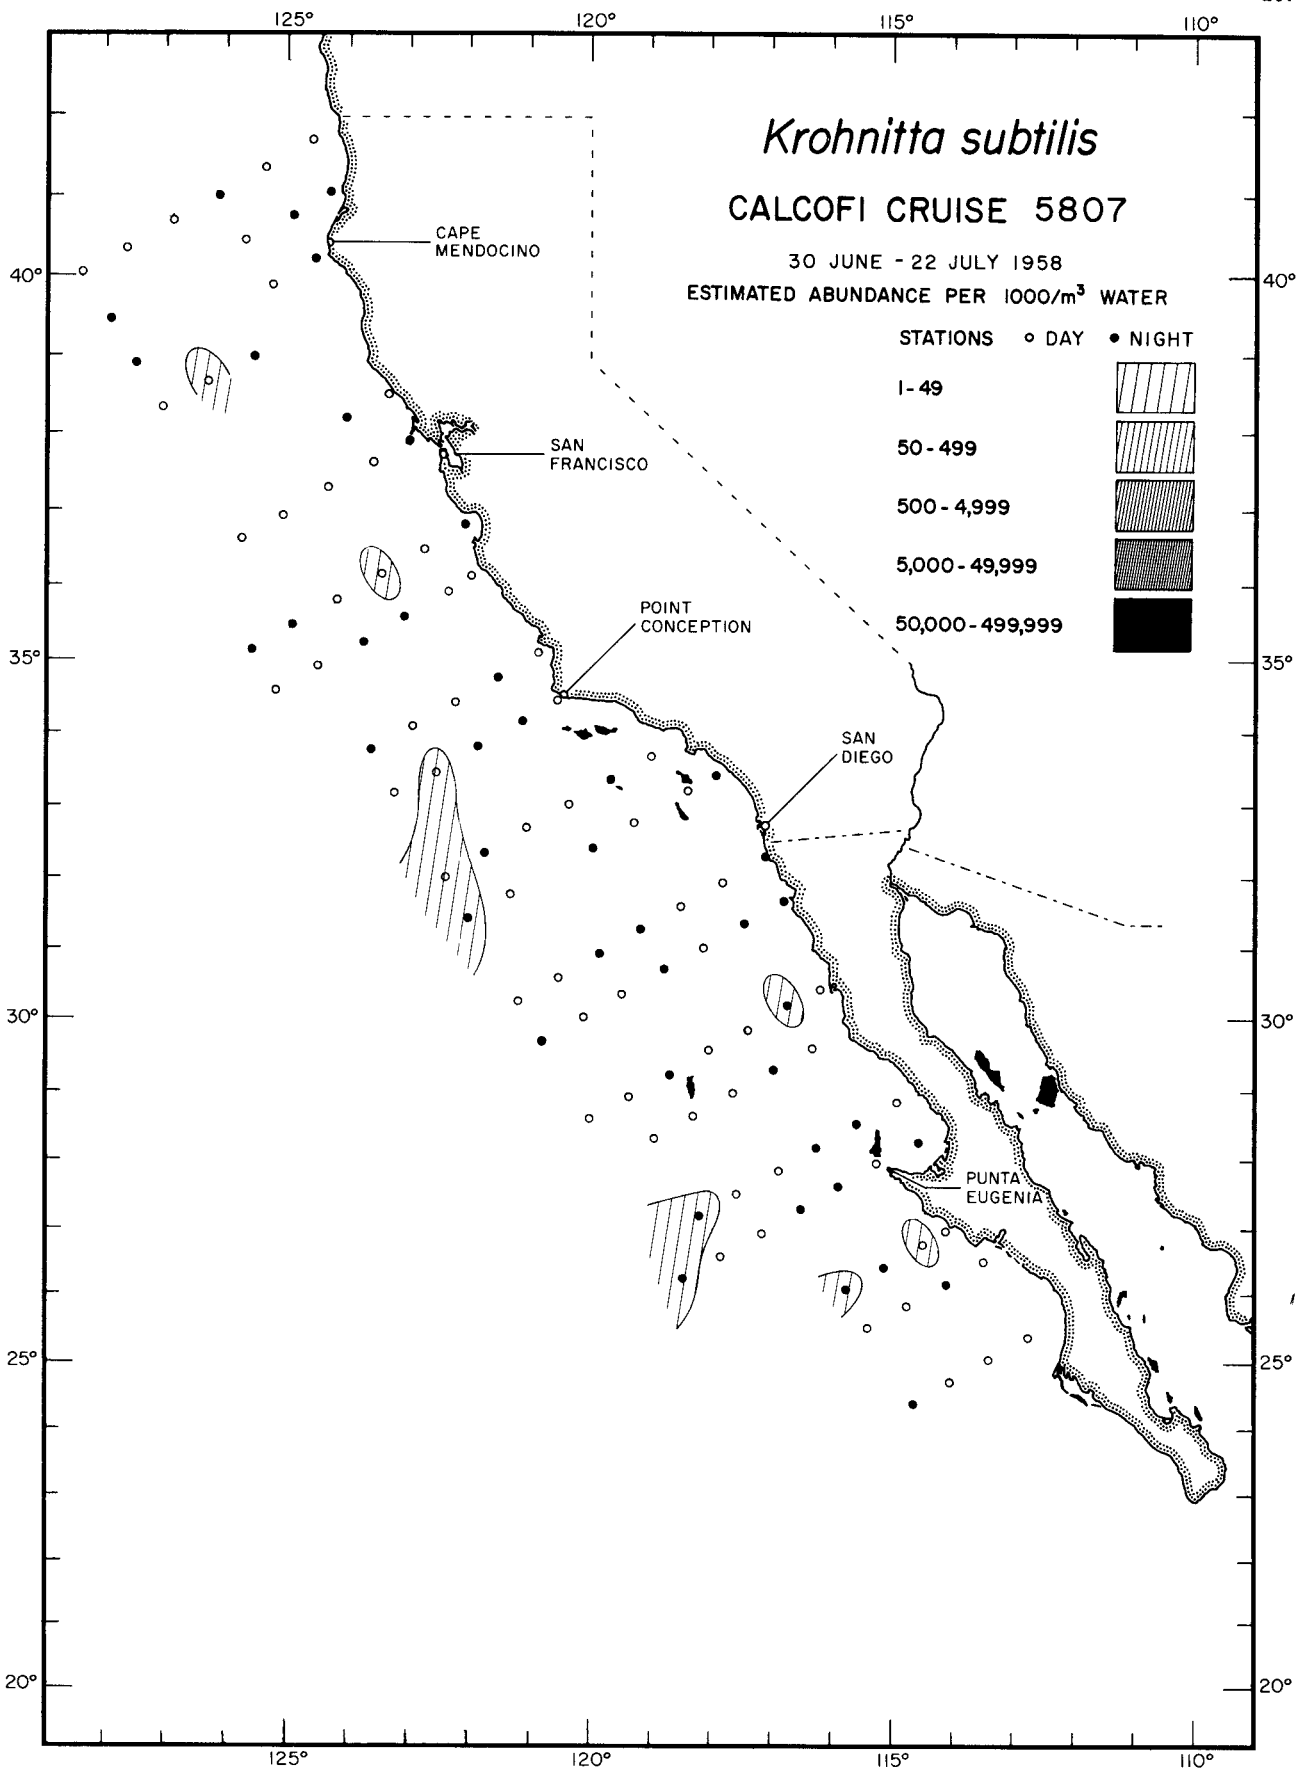 125° 120° 115° 110°
Krohnitta subtilis
CALCOFI CRUISE 5807
30 JUNE - 22 JULY 1958
ESTIMATED ABUNDANCE PER 1000/m³ WATER
STATIONS ○ DAY ● NIGHT
1-49
50-499
500-4,999
5,000-49,999
50,000-499,999
CAPE
MENDOCINO
40° 40°
SAN
FRANCISCO
POINT
CONCEPTION
35° 35°
SAN
DIEGO
30° 30°
PUNTA
EUGENIA
25° 25°
20° 20°
125° 120° 115° 110°